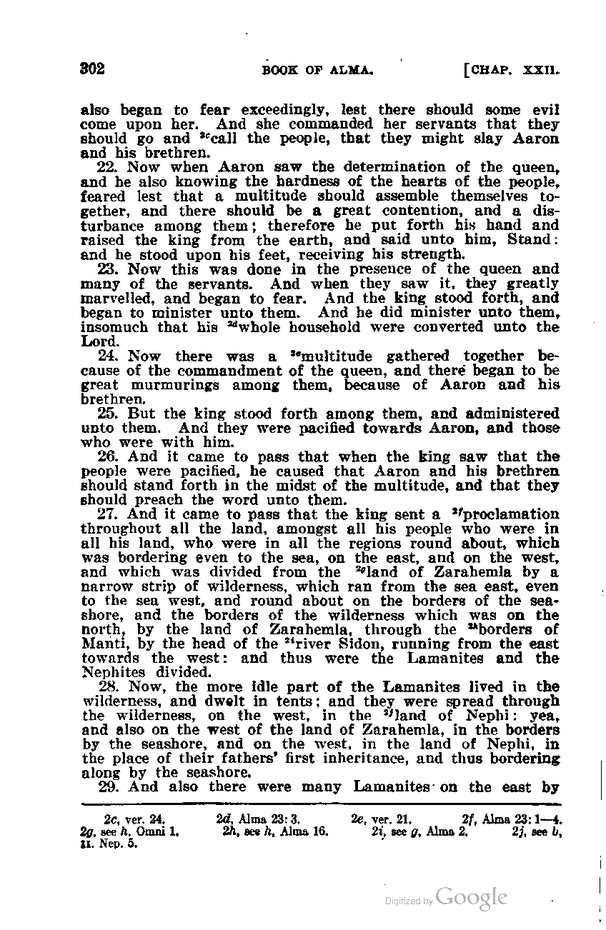 302 BOOK OF ALMA. [CHAP. XXII.
also began to fear exceedingly, lest there should some evil
come upon her. And she commanded her servants that they
should go and 2ccall the people, that they might slay Aaron
and his brethren.
22. Now when Aaron saw the determination of the queen,
and he also knowing the hardness of the hearts of the people,
feared lest that a multitude should assemble themselves to-
gether, and there should be a great contention, and a dis-
turbance among them; therefore he put forth his hand and
raised the king from the earth, and said unto him, Stand:
and he stood upon his feet, receiving his strength.
23. Now this was done in the presence of the queen and
many of the servants. And when they saw it, they greatly
marvelled, and began to fear. And the king stood forth, and
began to minister unto them. And he did minister unto them,
insomuch that his 2dwhole household were converted unto the
Lord.
24. Now there was a 2emultitude gathered together be-
cause of the commandment of the queen, and there began to be
great murmurings among them, because of Aaron and his
brethren.
25. But the king stood forth among them, and administered
unto them. And they were pacified towards Aaron, and those
who were with him.
26. And it came to pass that when the king saw that the
people were pacified, he caused that Aaron and his brethren
should stand forth in the midst of the multitude, and that they
should preach the word unto them.
27. And it came to pass that the king sent a 2fproclamation
throughout all the land, amongst all his people who were in
all his land, who were in all the regions round about, which
was bordering even to the sea, on the east, and on the west,
and which was divided from the 2gland of Zarahemla by a
narrow strip of wilderness, which ran from the sea east, even
to the sea west, and round about on the borders of the sea-
shore, and the borders of the wilderness which was on the
north, by the land of Zarahemla, through the 2hborders of
Manti, by the head of the 2iriver Sidon, running from the east
towards the west: and thus were the Lamanites and the
Nephites divided.
28. Now, the more idle part of the Lamanites lived in the
wilderness, and dwelt in tents; and they were spread through
the wilderness, on the west, in the 2jland of Nephi: yea,
and also on the west of the land of Zarahemla, in the borders
by the seashore, and on the west, in the land of Nephi, in
the place of their fathers' first inheritance, and thus bordering
along by the seashore.
29. And also there were many Lamanites on the east by
2c, ver. 24. 2d, Alma 23:3. 2e, ver. 21. 2f, Alma 23:1—4.
2g, see h, Omni 1. 2h, see h, Alma 16. 2i, see g, Alma 2. 2j, see b,
II. Nep. 5.
Digitized by Google